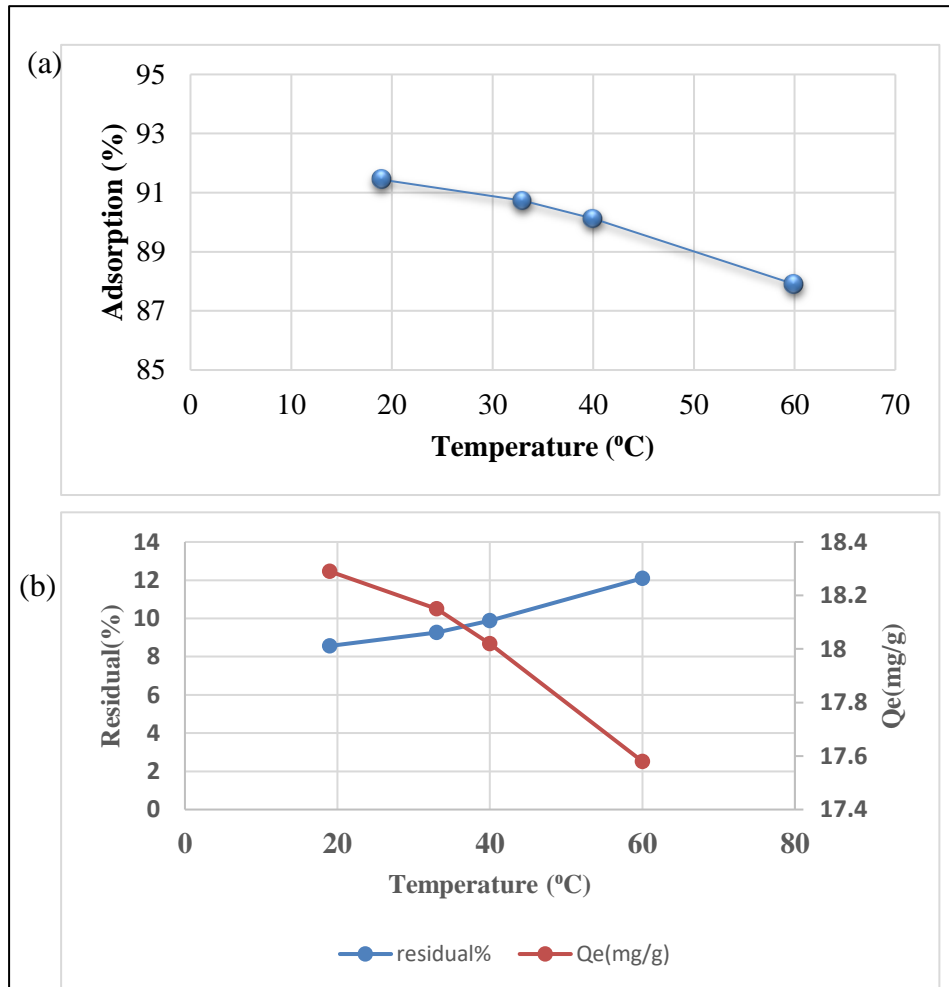 (a)
95
93
91
89
87
85
Adsorption (%)
0 10 20 30 40 50 60 70
Temperature (⁰C)
(b)
14
12
10
8
6
4
2
0
Residual(%)
18.4
18.2
18
17.8
17.6
17.4
Qe(mg/g)
0 20 40 60 80
Temperature (⁰C)
residual% Qe(mg/g)